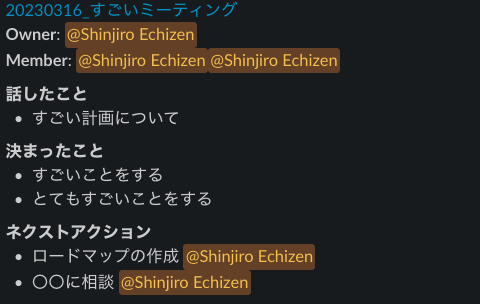 20230316_すごいミーティング
Owner: @Shinjiro Echizen
Member: @Shinjiro Echizen @Shinjiro Echizen
話したこと
• すごい計画について
決まったこと
• すごいことをする
• とてもすごいことをする
ネクストアクション
• ロードマップの作成 @Shinjiro Echizen
• 〇〇に相談 @Shinjiro Echizen